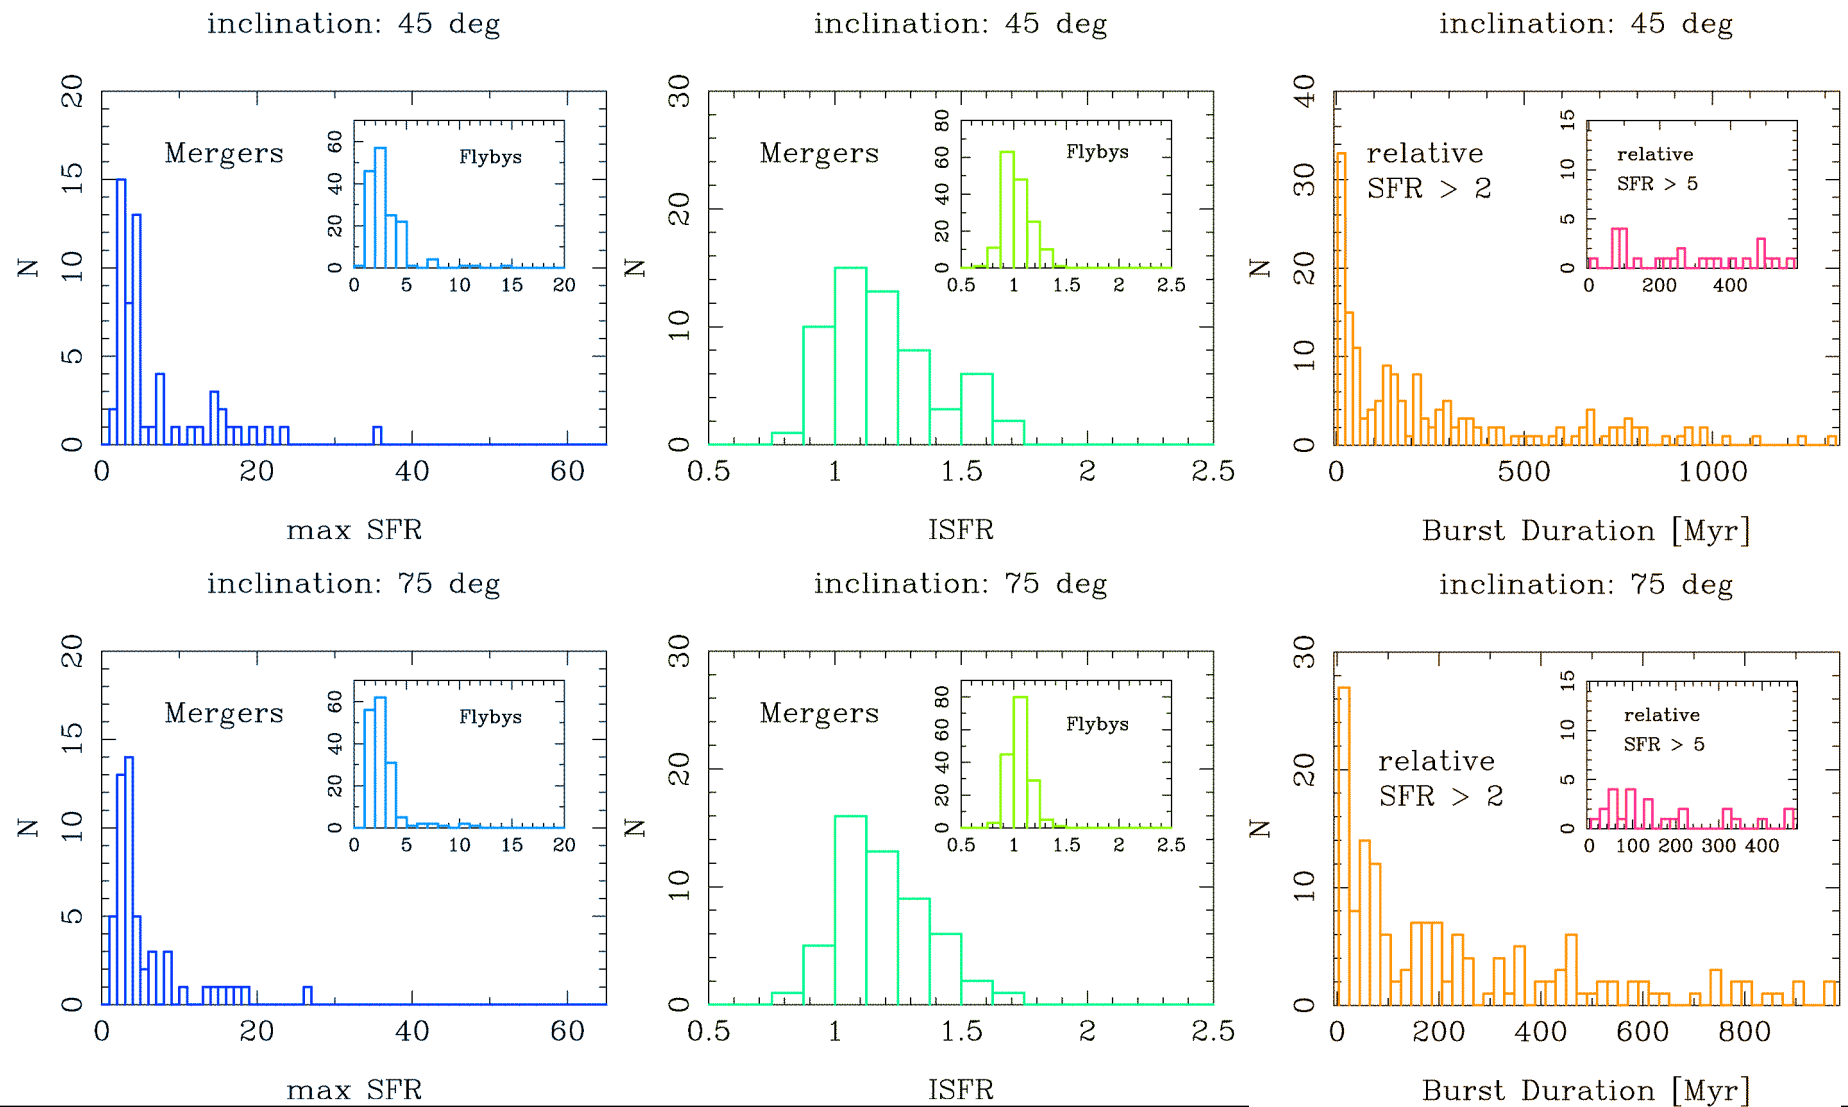 inclination: 45 deg
20
15
10
5
0
N
Mergers
Flybys
60
40
20
0
0 5 10 15 20
0 20 40 60
max SFR
inclination: 45 deg
30
20
10
0
N
Mergers
Flybys
80
60
40
20
0
0.5 1 1.5 2 2.5
0.5 1 1.5 2 2.5
ISFR
inclination: 45 deg
40
30
20
10
0
N
relative
SFR > 2
15
10
5
0
relative
SFR > 5
0 200 400
0 500 1000
Burst Duration [Myr]
inclination: 75 deg
20
15
10
5
0
N
Mergers
Flybys
60
40
20
0
0 5 10 15 20
0 20 40 60
max SFR
inclination: 75 deg
30
20
10
0
N
Mergers
Flybys
80
60
40
20
0
0.5 1 1.5 2 2.5
0.5 1 1.5 2 2.5
ISFR
inclination: 75 deg
30
20
10
0
N
relative
SFR > 2
15
10
5
0
relative
SFR > 5
0 100 200 300 400
0 200 400 600 800
Burst Duration [Myr]